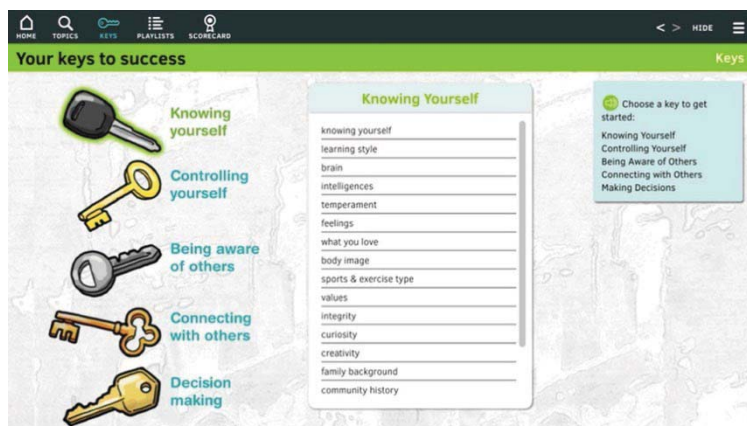 HOME
TOPICS
KEYS
PLAYLISTS
SCORECARD
< > HIDE
Your keys to success
Keys
Knowing
yourself
Controlling
yourself
Being aware
of others
Connecting
with others
Decision
making
Knowing Yourself
knowing yourself
learning style
brain
intelligences
temperament
feelings
what you love
body image
sports & exercise type
values
integrity
curiosity
creativity
family background
community history
Choose a key to get
started:
Knowing Yourself
Controlling Yourself
Being Aware of Others
Connecting with Others
Making Decisions